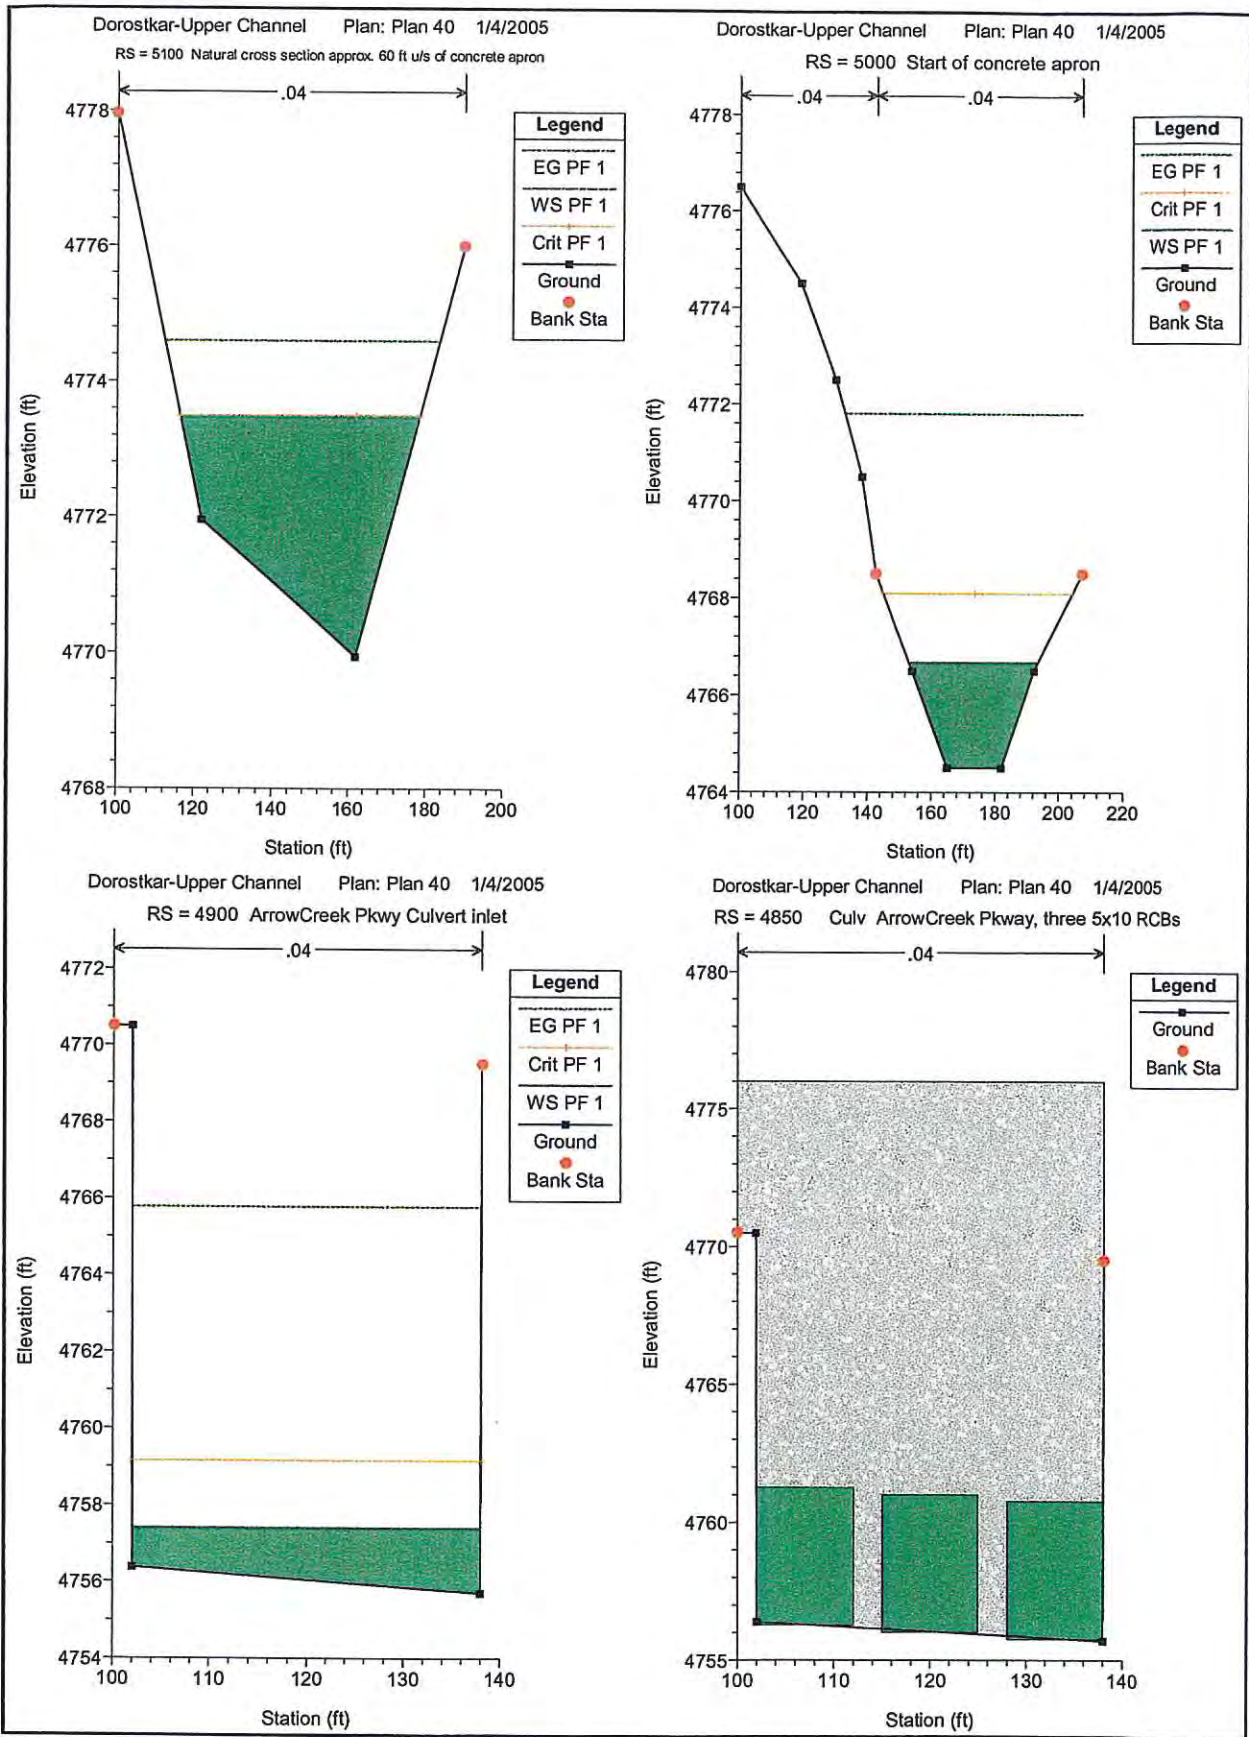 Dorostkar-Upper Channel Plan: Plan 40 1/4/2005
RS = 5100 Natural cross section approx. 60 ft u/s of concrete apron
.04
4778
4776
4774
4772
4770
4768
Elevation (ft)
100 120 140 160 180 200
Station (ft)
Legend
EG PF 1
WS PF 1
Crit PF 1
Ground
Bank Sta
Dorostkar-Upper Channel Plan: Plan 40 1/4/2005
RS = 5000 Start of concrete apron
.04 .04
4778
4776
4774
4772
4770
4768
4766
4764
Elevation (ft)
100 120 140 160 180 200 220
Station (ft)
Legend
EG PF 1
Crit PF 1
WS PF 1
Ground
Bank Sta
Dorostkar-Upper Channel Plan: Plan 40 1/4/2005
RS = 4900 ArrowCreek Pkwy Culvert inlet
.04
4772
4770
4768
4766
4764
4762
4760
4758
4756
4754
Elevation (ft)
100 110 120 130 140
Station (ft)
Legend
EG PF 1
Crit PF 1
WS PF 1
Ground
Bank Sta
Dorostkar-Upper Channel Plan: Plan 40 1/4/2005
RS = 4850 Culv ArrowCreek Pkway, three 5x10 RCBs
.04
4780
4775
4770
4765
4760
4755
Elevation (ft)
100 110 120 130 140
Station (ft)
Legend
Ground
Bank Sta